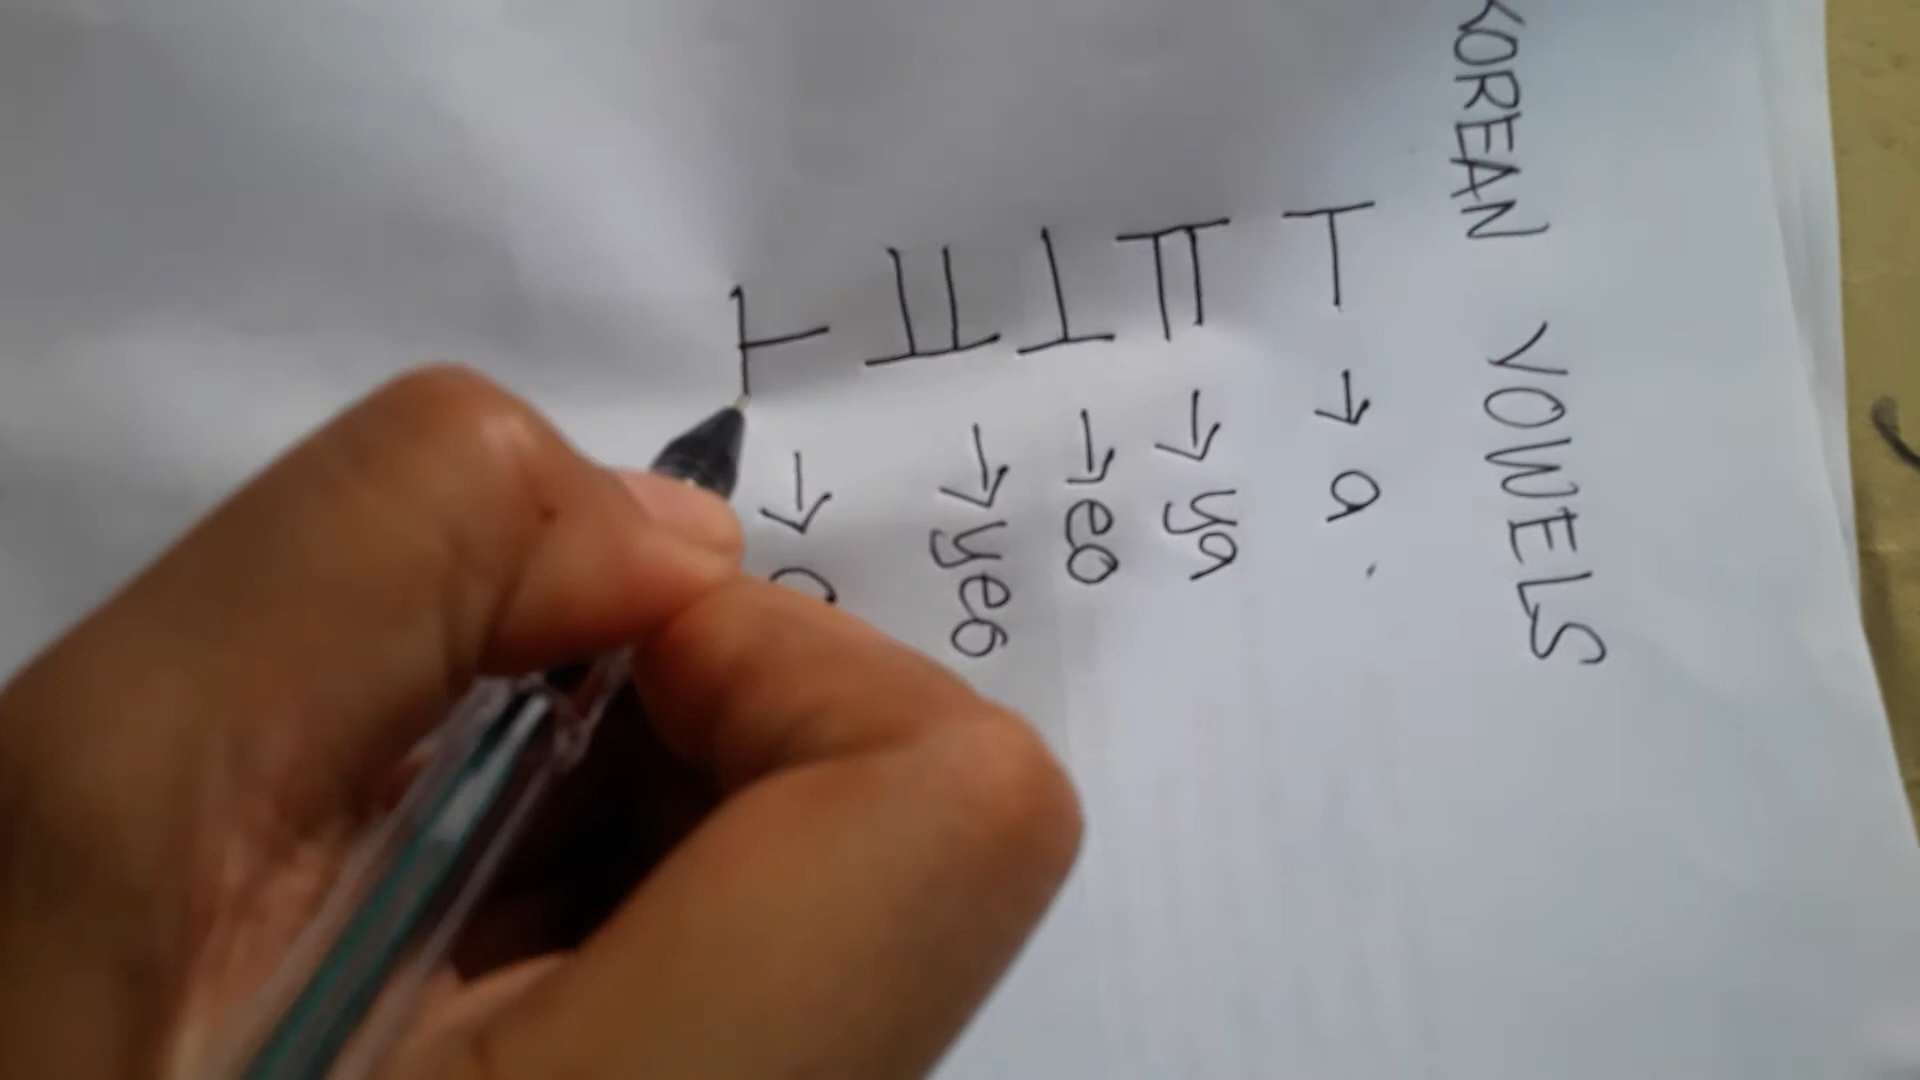 KOREAN VOWELS
ㅏ → a
ㅑ → ya
ㅓ → eo
ㅕ → yeo
ㅗ →